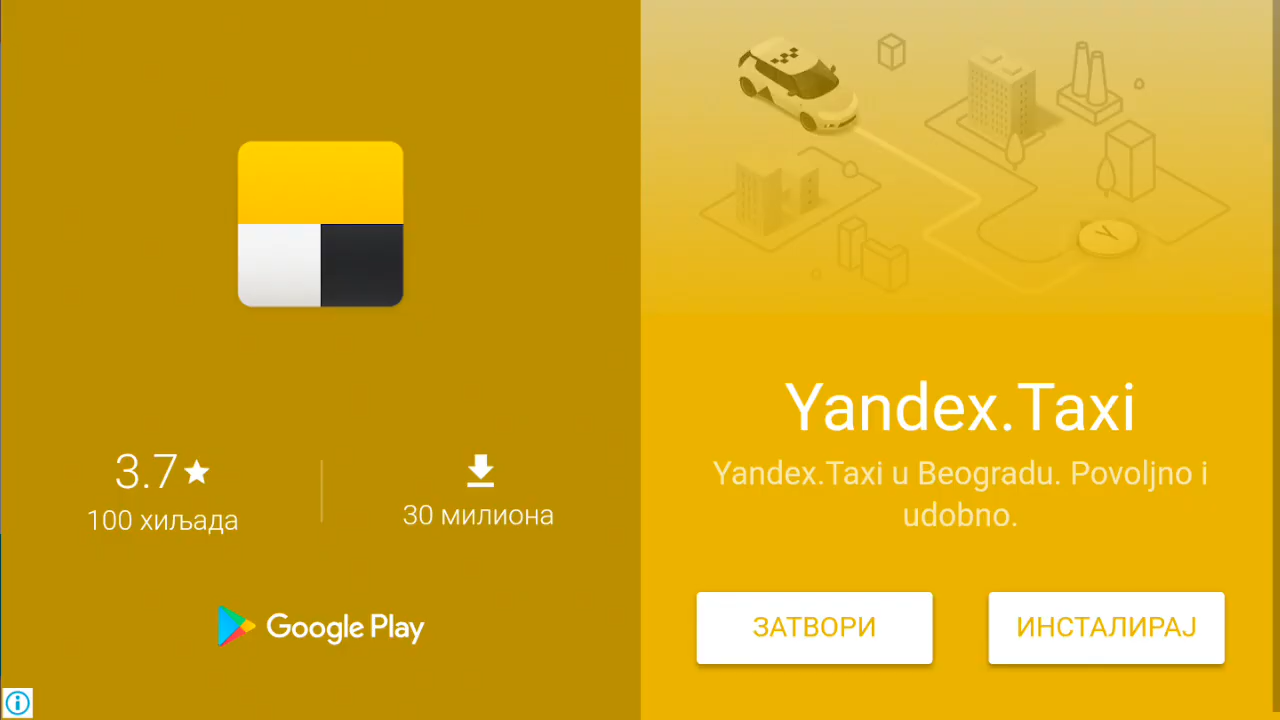 3.7★
100 хиљада
30 милиона
Google Play
Yandex.Taxi
Yandex.Taxi u Beogradu. Povoljno i
udobno.
ЗАТВОРИ
ИНСТАЛИРАЈ